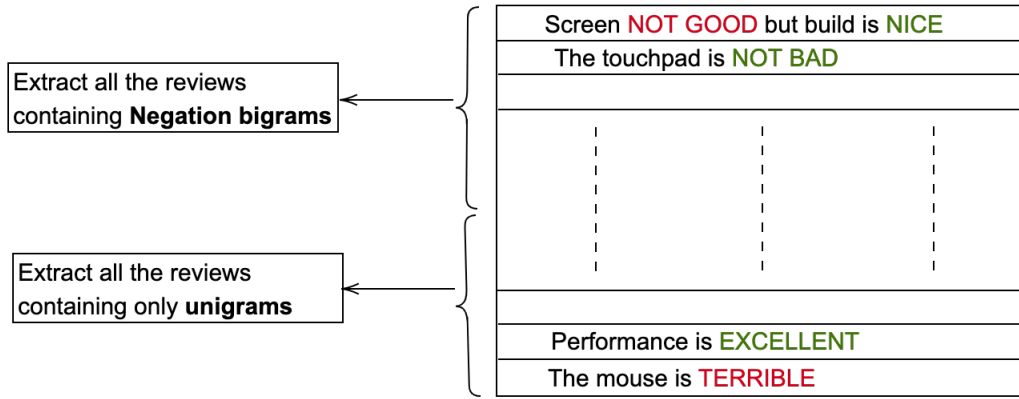 Screen NOT GOOD but build is NICE
The touchpad is NOT BAD
Extract all the reviews
containing Negation bigrams
Extract all the reviews
containing only unigrams
Performance is EXCELLENT
The mouse is TERRIBLE